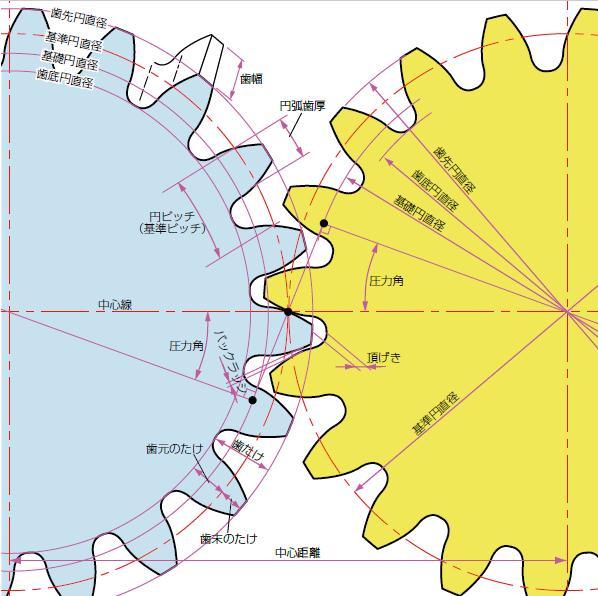 歯先円直径
基準円直径
基礎円直径
歯底円直径
歯幅
円弧歯厚
歯先円直径
歯底円直径
基礎円直径
円ピッチ
（基準ピッチ）
圧力角
中心線
圧力角
バックラッシ
頂げき
基準円直径
歯元のたけ
歯たけ
歯末のたけ
中心距離